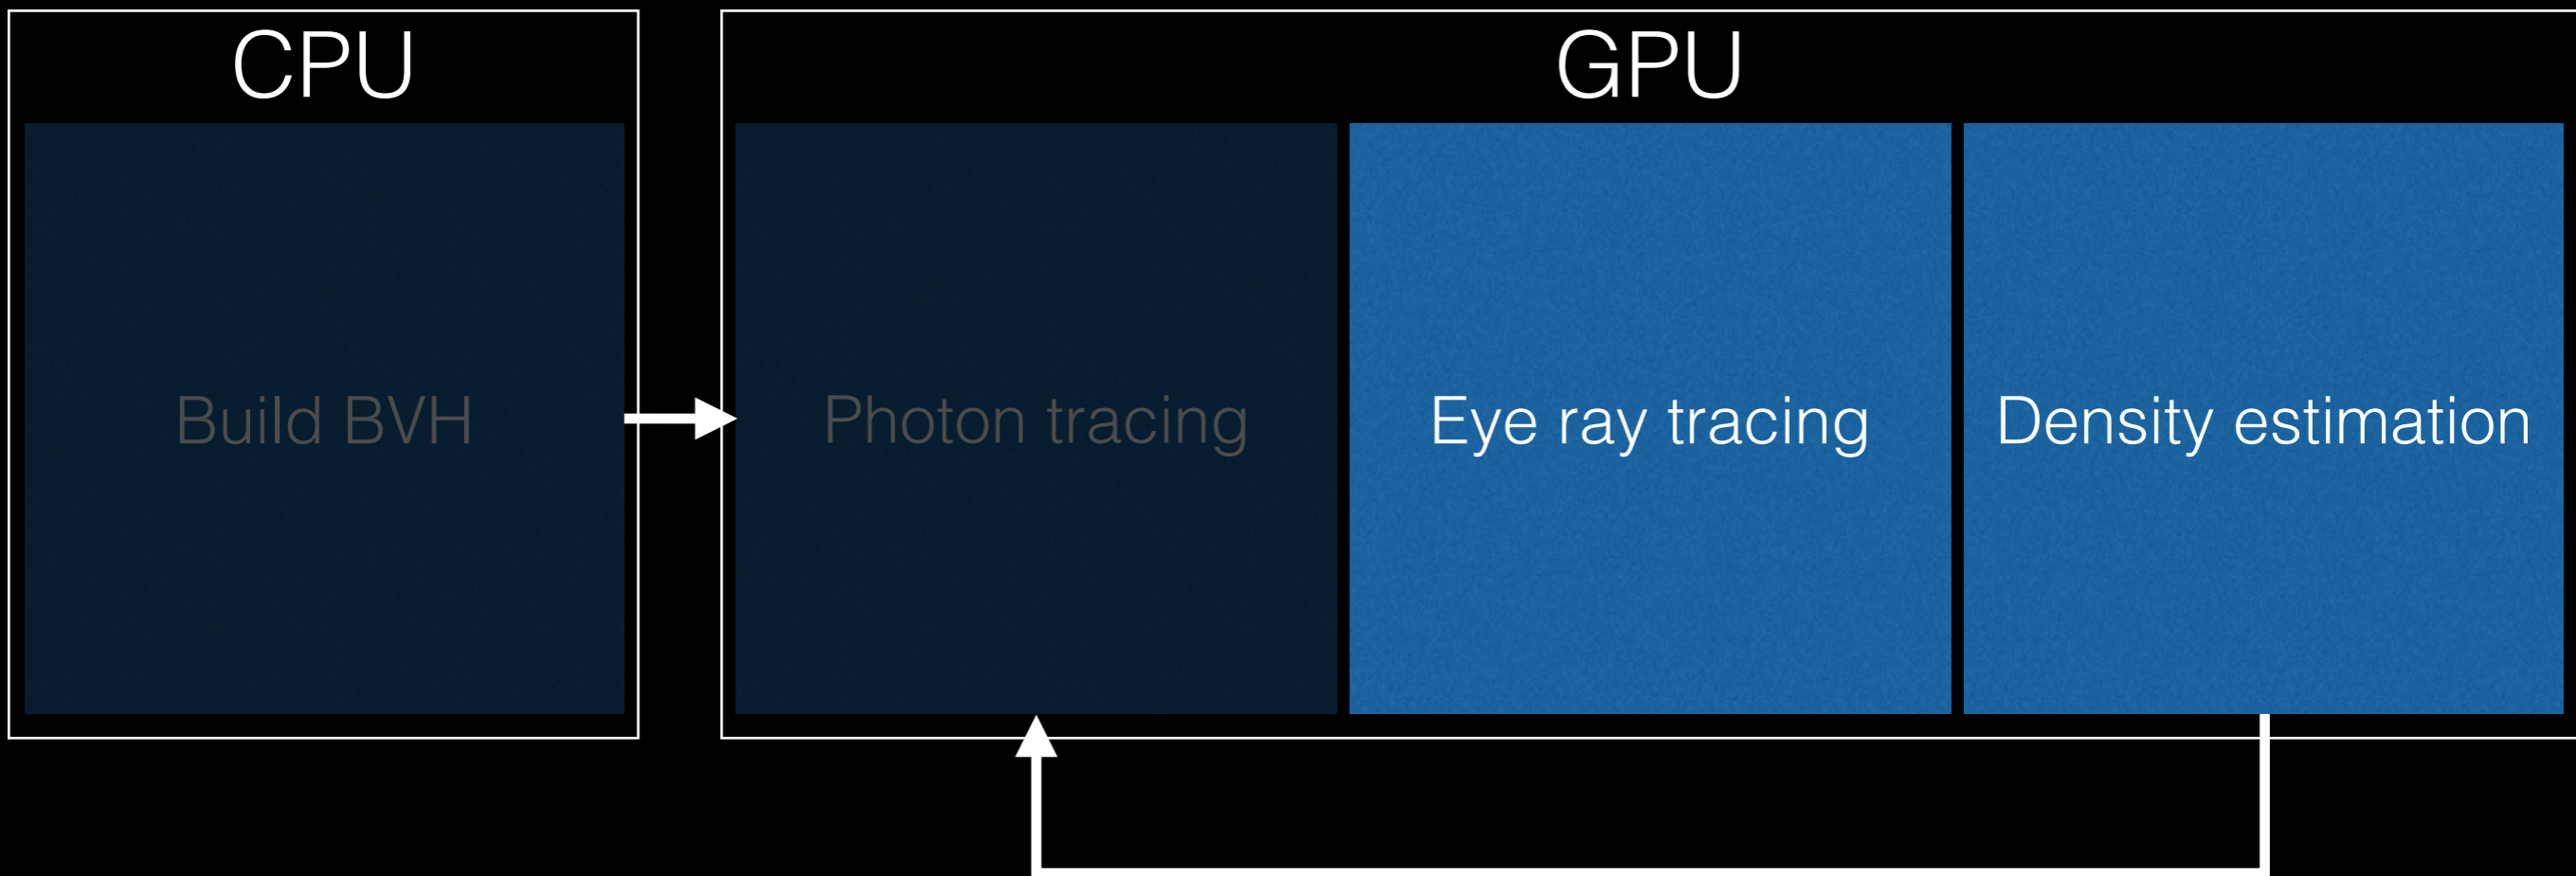 CPU
GPU
Build BVH
Photon tracing
Eye ray tracing
Density estimation